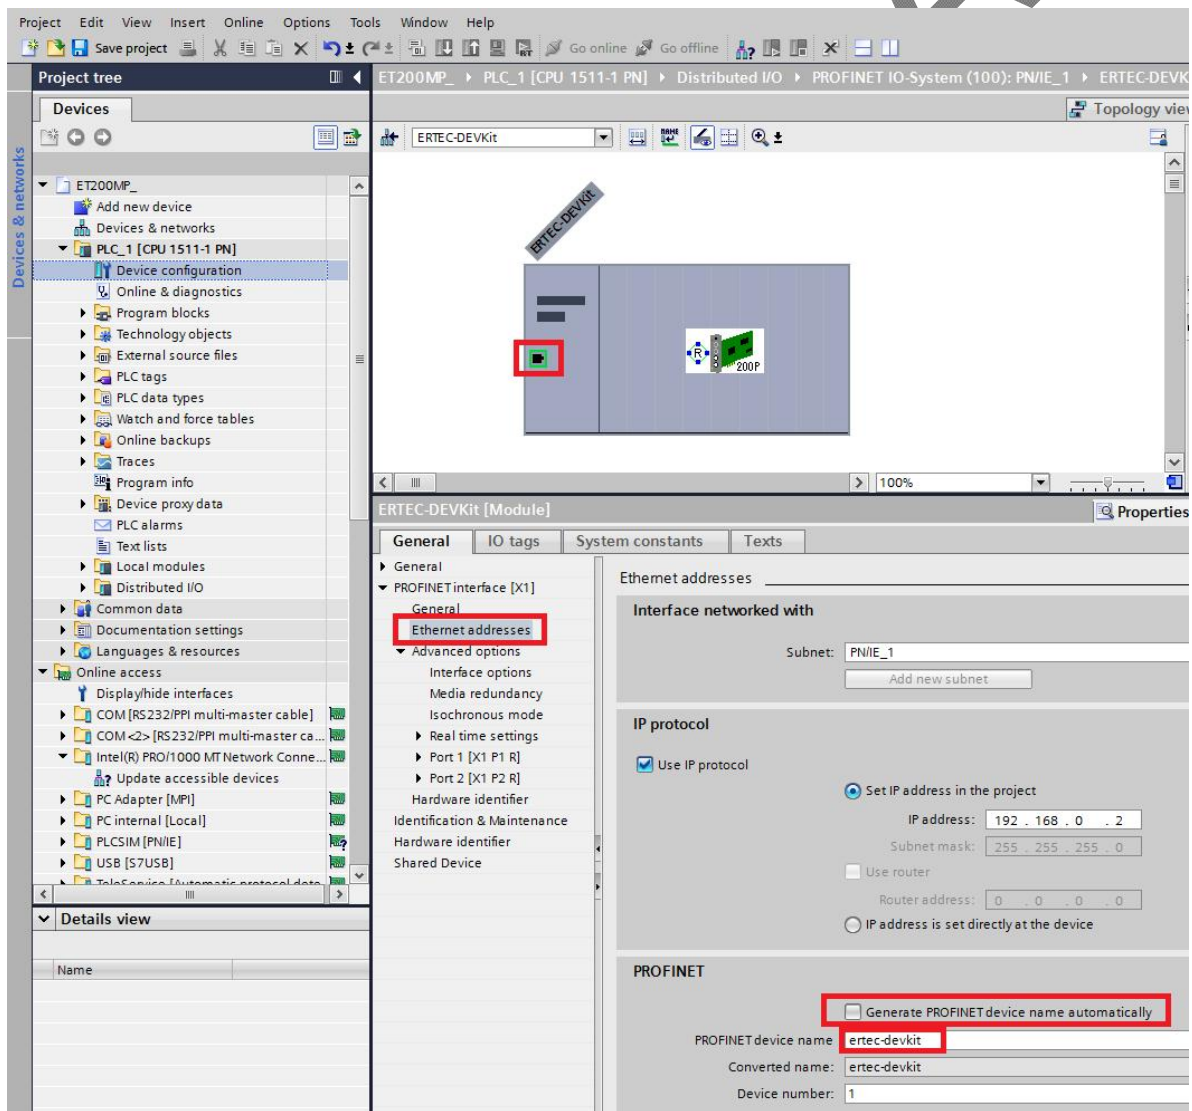 Project Edit View Insert Online Options Tools Window Help
Save project Go online Go offline
Project tree
ET200MP_ PLC_1 [CPU 1511-1 PN] Distributed I/O PROFINET IO-System (100): PN/IE_1 ERTEC-DEVK
Devices
Topology view
ERTEC-DEVKit
Devices & networks
ET200MP_
Add new device
Devices & networks
PLC_1 [CPU 1511-1 PN]
Device configuration
Online & diagnostics
Program blocks
Technology objects
External source files
PLC tags
PLC data types
Watch and force tables
Online backups
Traces
Program info
Device proxy data
PLC alarms
Text lists
Local modules
Distributed I/O
Common data
Documentation settings
Languages & resources
Online access
Display/hide interfaces
COM [RS232/PPI multi-master cable]
COM <2> [RS232/PPI multi-master ca...
Intel(R) PRO/1000 MT Network Conne...
Update accessible devices
PC Adapter [MPI]
PC internal [Local]
PLCSIM [PN/IE]
USB [S7USB]
TeleService [Automatic protocol dete
Details view
Name
ERTEC-DEVKit
R
200P
100%
ERTEC-DEVKit [Module]
Properties
General IO tags System constants Texts
General
PROFINET interface [X1]
General
Ethernet addresses
Advanced options
Interface options
Media redundancy
Isochronous mode
Real time settings
Port 1 [X1 P1 R]
Port 2 [X1 P2 R]
Hardware identifier
Identification & Maintenance
Hardware identifier
Shared Device
Ethernet addresses
Interface networked with
Subnet: PN/IE_1
Add new subnet
IP protocol
Use IP protocol
Set IP address in the project
IP address: 192 . 168 . 0 . 2
Subnet mask: 255 . 255 . 255 . 0
Use router
Router address: 0 . 0 . 0 . 0
IP address is set directly at the device
PROFINET
Generate PROFINET device name automatically
PROFINET device name ertec-devkit
Converted name: ertec-devkit
Device number: 1